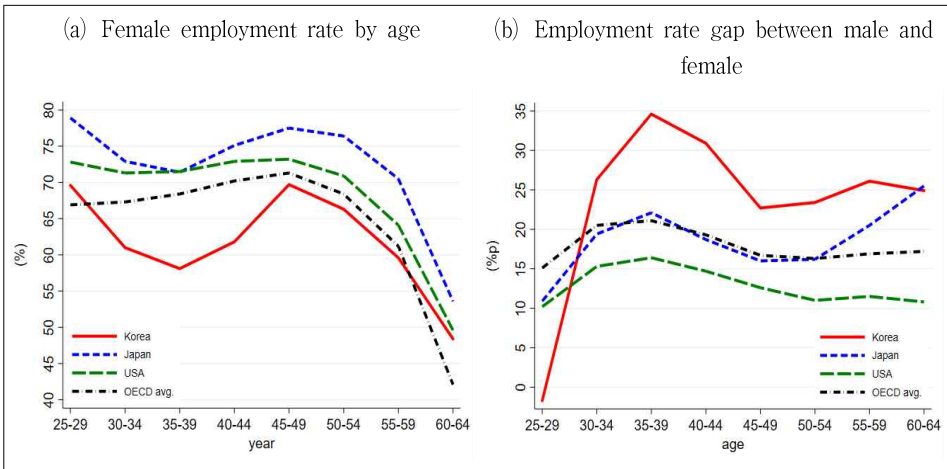 (a) Female employment rate by age
80
75
70
65
60
55
50
45
40
(%)
Korea
Japan
USA
OECD avg.
25-29 30-34 35-39 40-44 45-49 50-54 55-59 60-64
year
(b) Employment rate gap between male and
female
35
30
25
20
15
10
5
0
(%p)
Korea
Japan
USA
OECD avg.
25-29 30-34 35-39 40-44 45-49 50-54 55-59 60-64
age